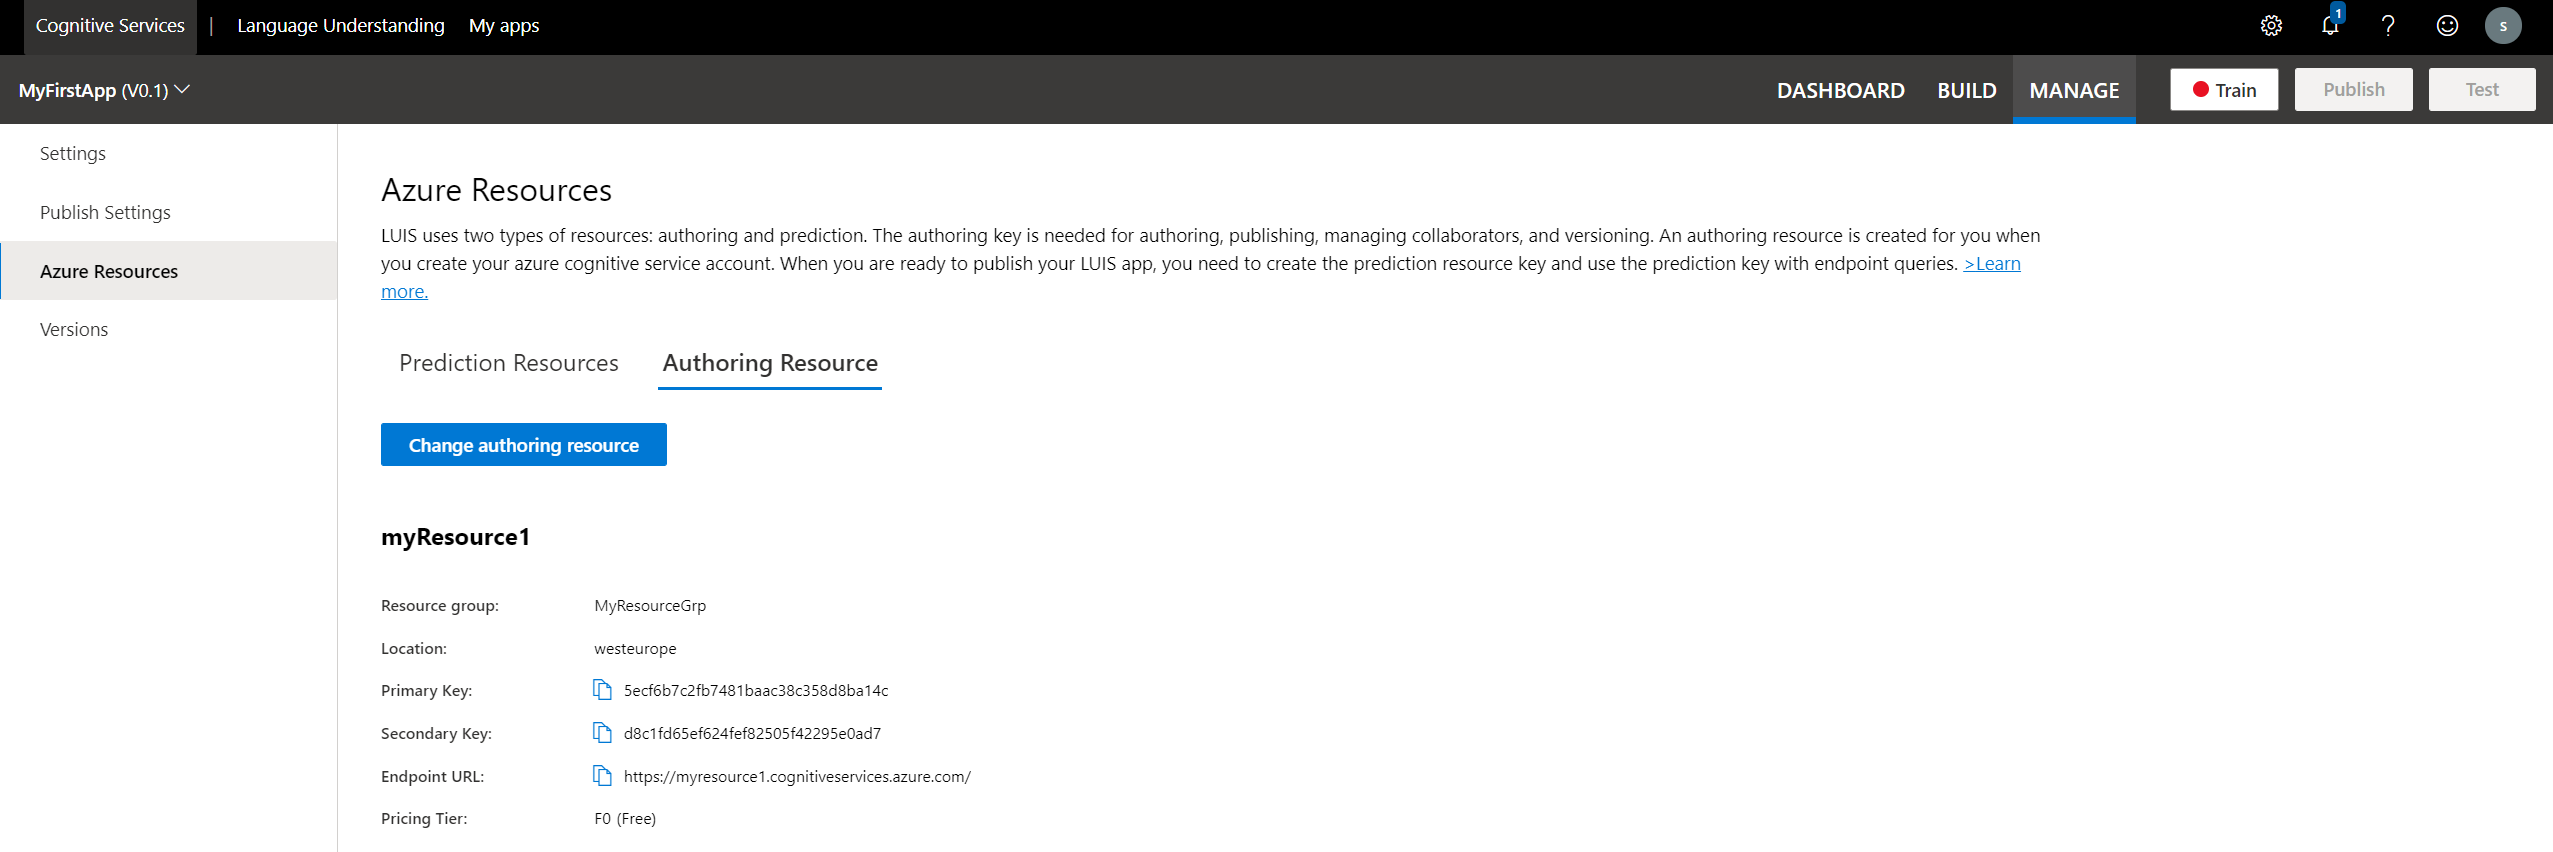 Cognitive Services | Language Understanding My apps 1 S
MyFirstApp (V0.1) DASHBOARD BUILD MANAGE Train Publish Test
Settings
Publish Settings
Azure Resources
Versions
Azure Resources
LUIS uses two types of resources: authoring and prediction. The authoring key is needed for authoring, publishing, managing collaborators, and versioning. An authoring resource is created for you when
you create your azure cognitive service account. When you are ready to publish your LUIS app, you need to create the prediction resource key and use the prediction key with endpoint queries. >Learn
more.
Prediction Resources Authoring Resource
Change authoring resource
myResource1
Resource group: MyResourceGrp
Location: westeurope
Primary Key: 5ecf6b7c2fb7481baac38c358d8ba14c
Secondary Key: d8c1fd65ef624fef82505f42295e0ad7
Endpoint URL: https://myresource1.cognitiveservices.azure.com/
Pricing Tier: F0 (Free)